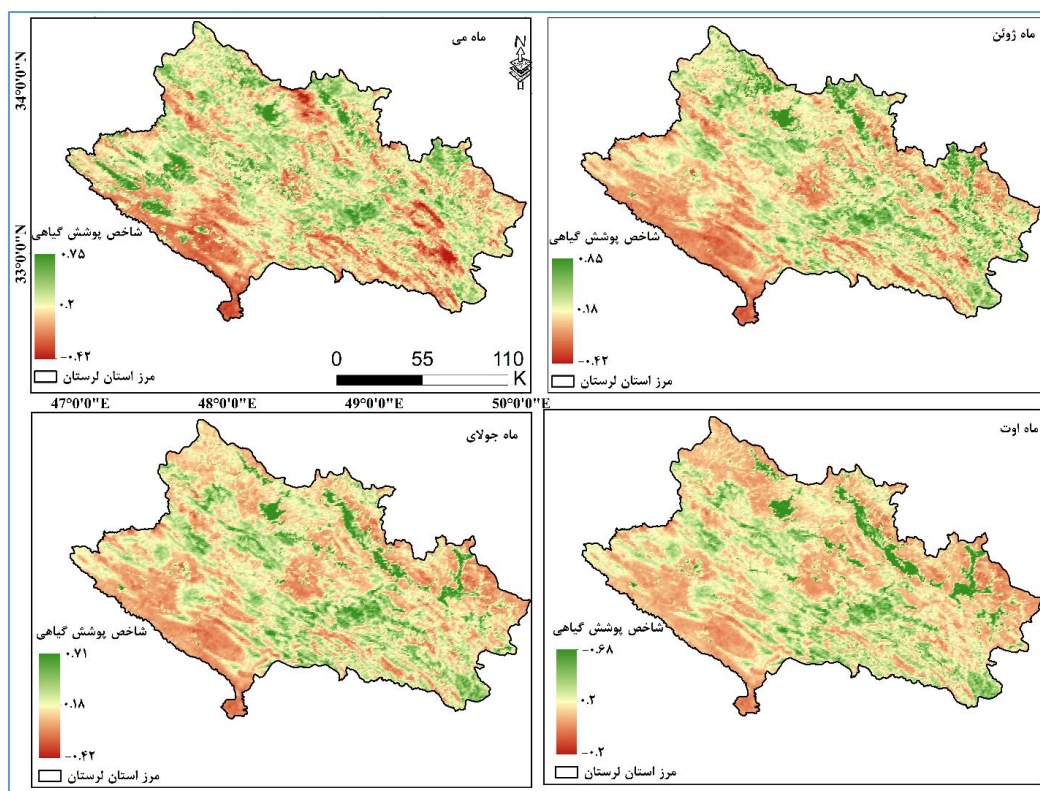 ماه می
N
34°0'0"N
33°0'0"N
شاخص پوشش گیاهی
۰.۷۵
۰.۲
-۰.۴۲
مرز استان لرستان
0 55 110
K
47°0'0"E 48°0'0"E 49°0'0"E 50°0'0"E
ماه ژوئن
شاخص پوشش گیاهی
۰.۸۵
۰.۱۸
-۰.۴۲
مرز استان لرستان
ماه جولای
شاخص پوشش گیاهی
۰.۷۱
۰.۱۸
-۰.۴۲
مرز استان لرستان
ماه اوت
شاخص پوشش گیاهی
-۰.۶۸
۰.۲
-۰.۲
مرز استان لرستان